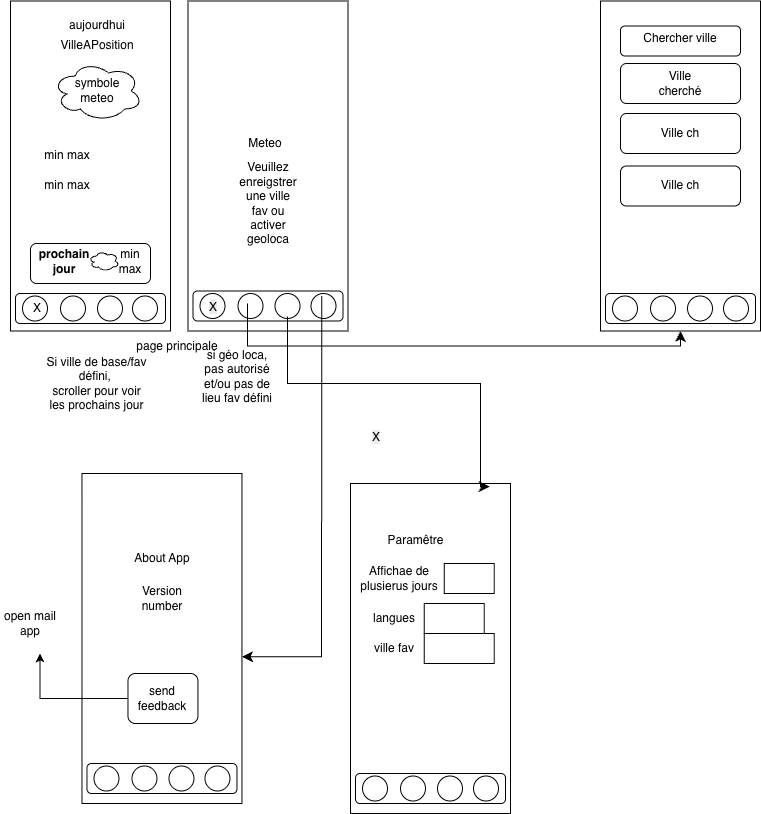 aujourdhui
VilleAPosition
symbole
meteo
min max
min max
prochain
jour
min
max
X
Meteo
Veuillez
enreigstrer
une ville
fav ou
activer
geoloca
X
Chercher ville
Ville
cherché
Ville ch
Ville ch
page principale
Si ville de base/fav
défini,
scroller pour voir
les prochains jour
si géo loca,
pas autorisé
et/ou pas de
lieu fav défini
X
About App
Version
number
open mail
app
send
feedback
Paramêtre
Affichae de
plusierus jours
langues
ville fav